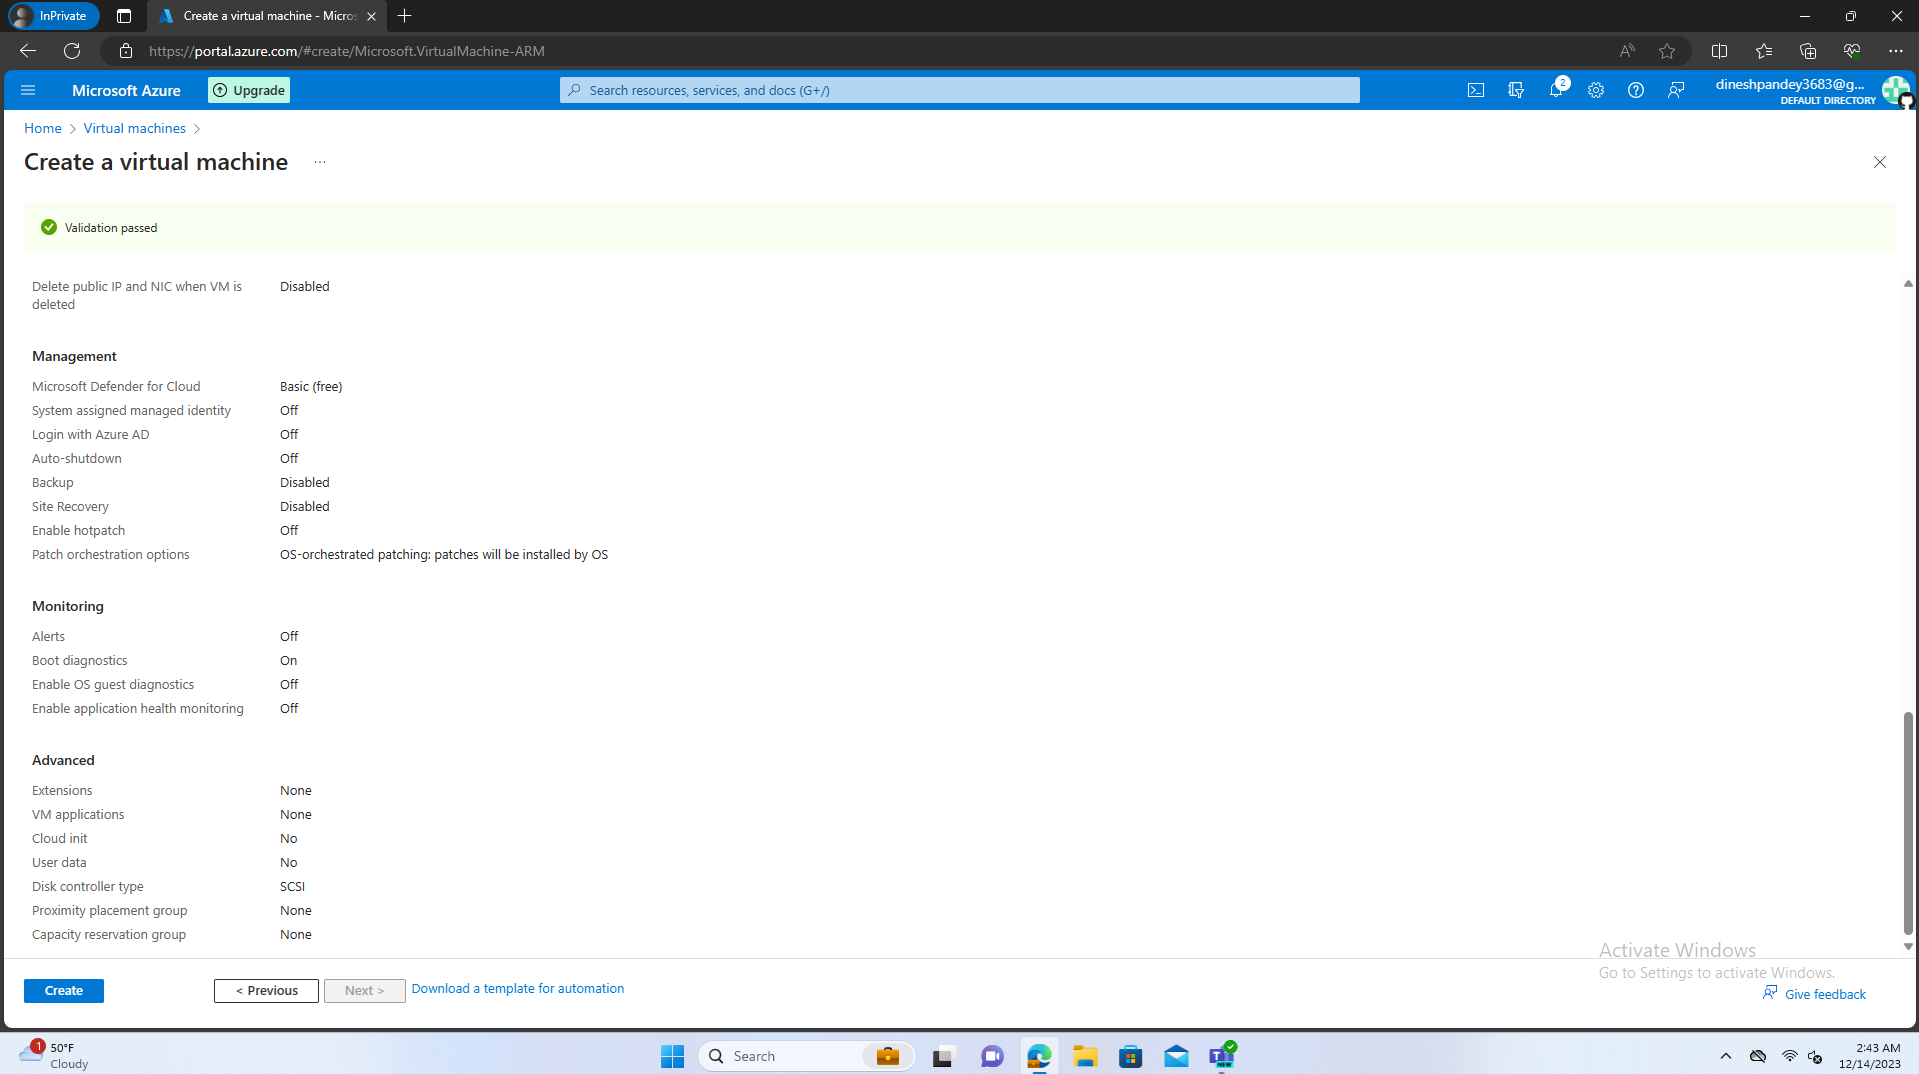 InPrivate
Create a virtual machine - Micros
https://portal.azure.com/#create/Microsoft.VirtualMachine-ARM
Microsoft Azure
Upgrade
Search resources, services, and docs (G+/)
2
dineshpandey3683@g...
DEFAULT DIRECTORY
Home > Virtual machines >
Create a virtual machine ...
Validation passed
Delete public IP and NIC when VM is deleted Disabled
Management
Microsoft Defender for Cloud Basic (free)
System assigned managed identity Off
Login with Azure AD Off
Auto-shutdown Off
Backup Disabled
Site Recovery Disabled
Enable hotpatch Off
Patch orchestration options OS-orchestrated patching: patches will be installed by OS
Monitoring
Alerts Off
Boot diagnostics On
Enable OS guest diagnostics Off
Enable application health monitoring Off
Advanced
Extensions None
VM applications None
Cloud init No
User data No
Disk controller type SCSI
Proximity placement group None
Capacity reservation group None
Activate Windows
Go to Settings to activate Windows.
Create
< Previous
Next >
Download a template for automation
Give feedback
1
50°F
Cloudy
Search
NEW
2:43 AM
12/14/2023